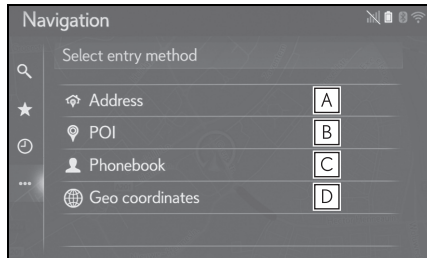 Navigation
Select entry method
Address A
POI B
Phonebook C
Geo coordinates D